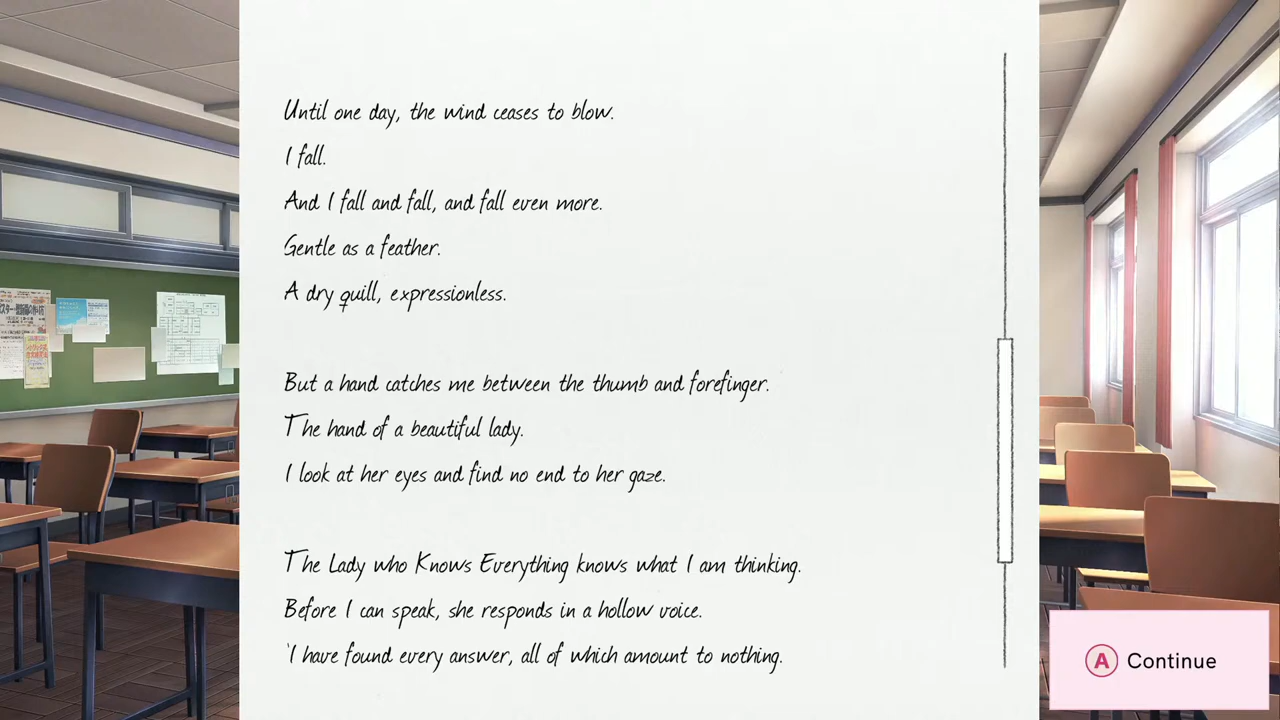 Until one day, the wind ceases to blow.
I fall.
And I fall and fall, and fall even more.
Gentle as a feather.
A dry quill, expressionless.
But a hand catches me between the thumb and forefinger.
The hand of a beautiful lady.
I look at her eyes and find no end to her gaze.
The Lady who Knows Everything knows what I am thinking.
Before I can speak, she responds in a hollow voice.
'I have found every answer, all of which amount to nothing.
A Continue